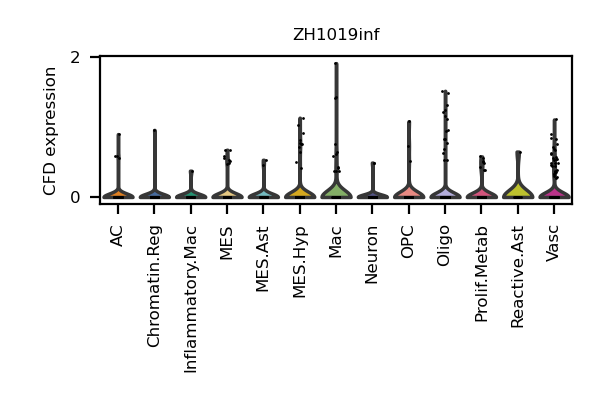 ZH1019inf
CFD expression
2
0
AC
Chromatin.Reg
Inflammatory.Mac
MES
MES.Ast
MES.Hyp
Mac
Neuron
OPC
Oligo
Prolif.Metab
Reactive.Ast
Vasc